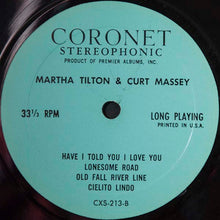 CORONET
STEREOPHONIC
PRODUCT OF PREMIER ALBUMS, INC.
MARTHA TILTON & CURT MASSEY
33⅓ RPM
LONG PLAYING
PRINTED IN U.S.A.
HAVE I TOLD YOU I LOVE YOU
LONESOME ROAD
OLD FALL RIVER LINE
CIELITO LINDO
CXS-213-B